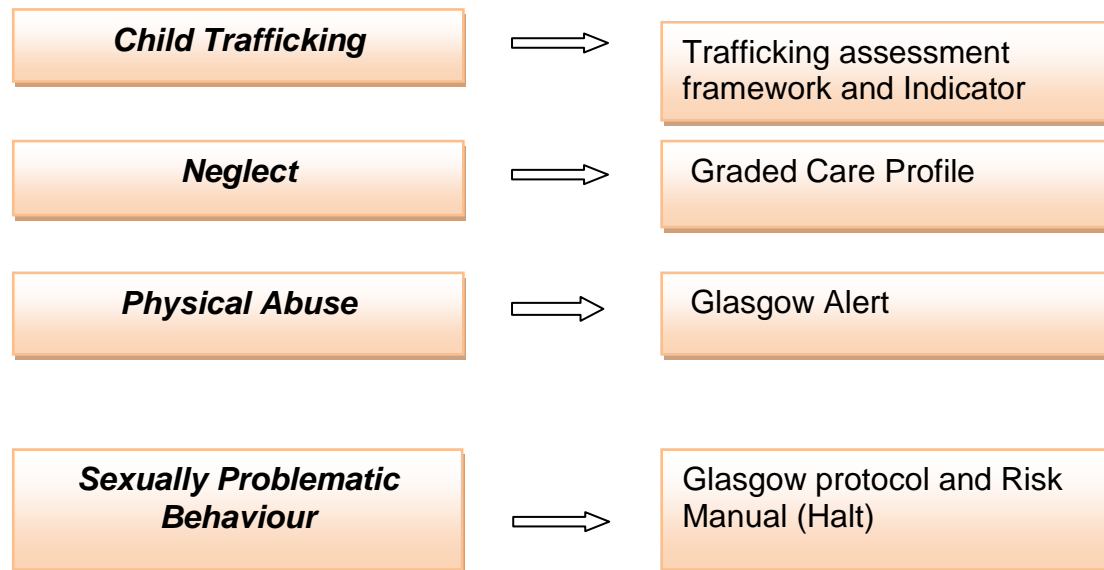 Child Trafficking
Trafficking assessment
framework and Indicator
Neglect
Graded Care Profile
Physical Abuse
Glasgow Alert
Sexually Problematic
Behaviour
Glasgow protocol and Risk
Manual (Halt)